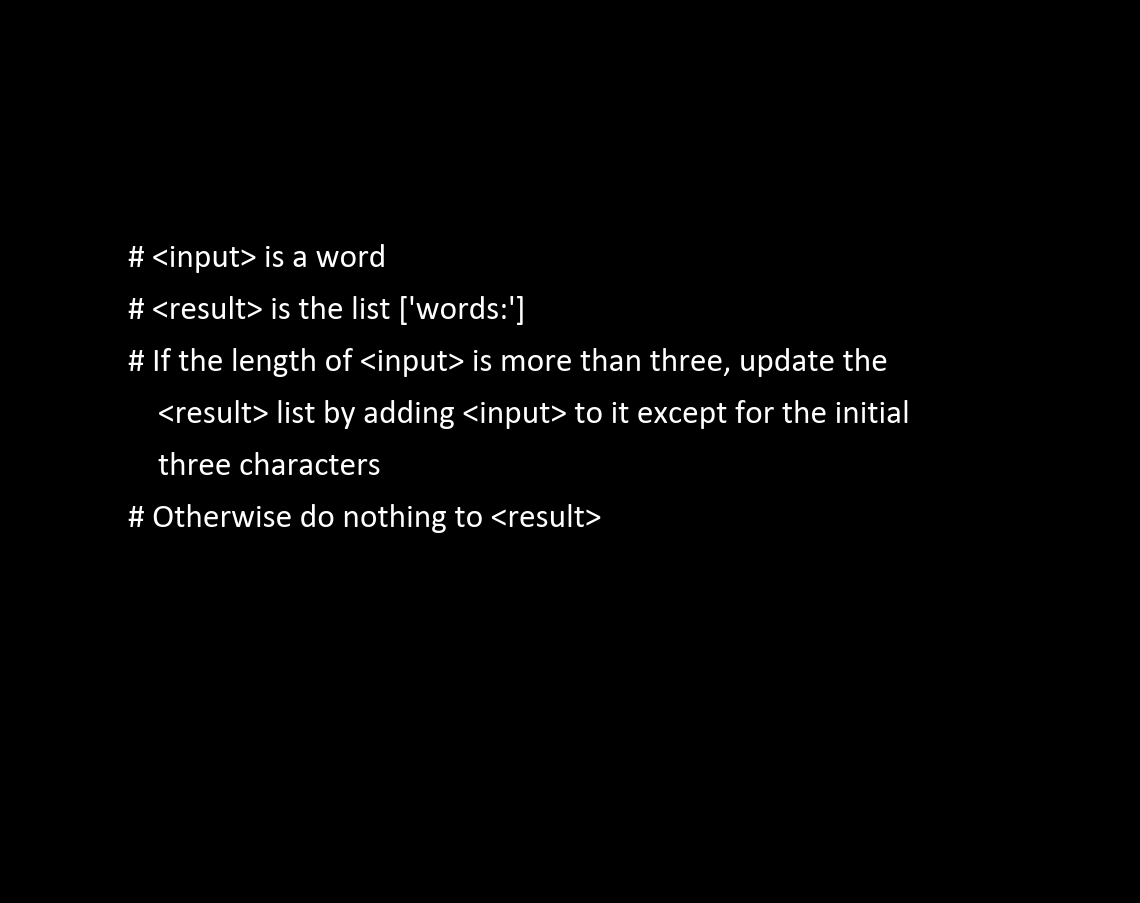 # <input> is a word
# <result> is the list ['words:']
# If the length of <input> is more than three, update the
<result> list by adding <input> to it except for the initial
three characters
# Otherwise do nothing to <result>